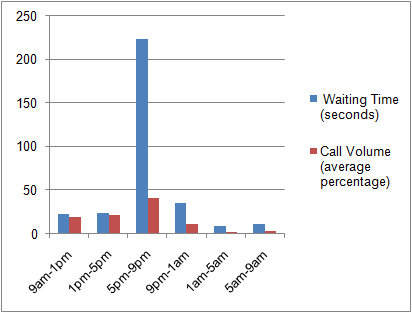 250
200
150
100
50
0
9am-1pm
1pm-5pm
5pm-9pm
9pm-1am
1am-5am
5am-9am
Waiting Time
(seconds)
Call Volume
(average
percentage)